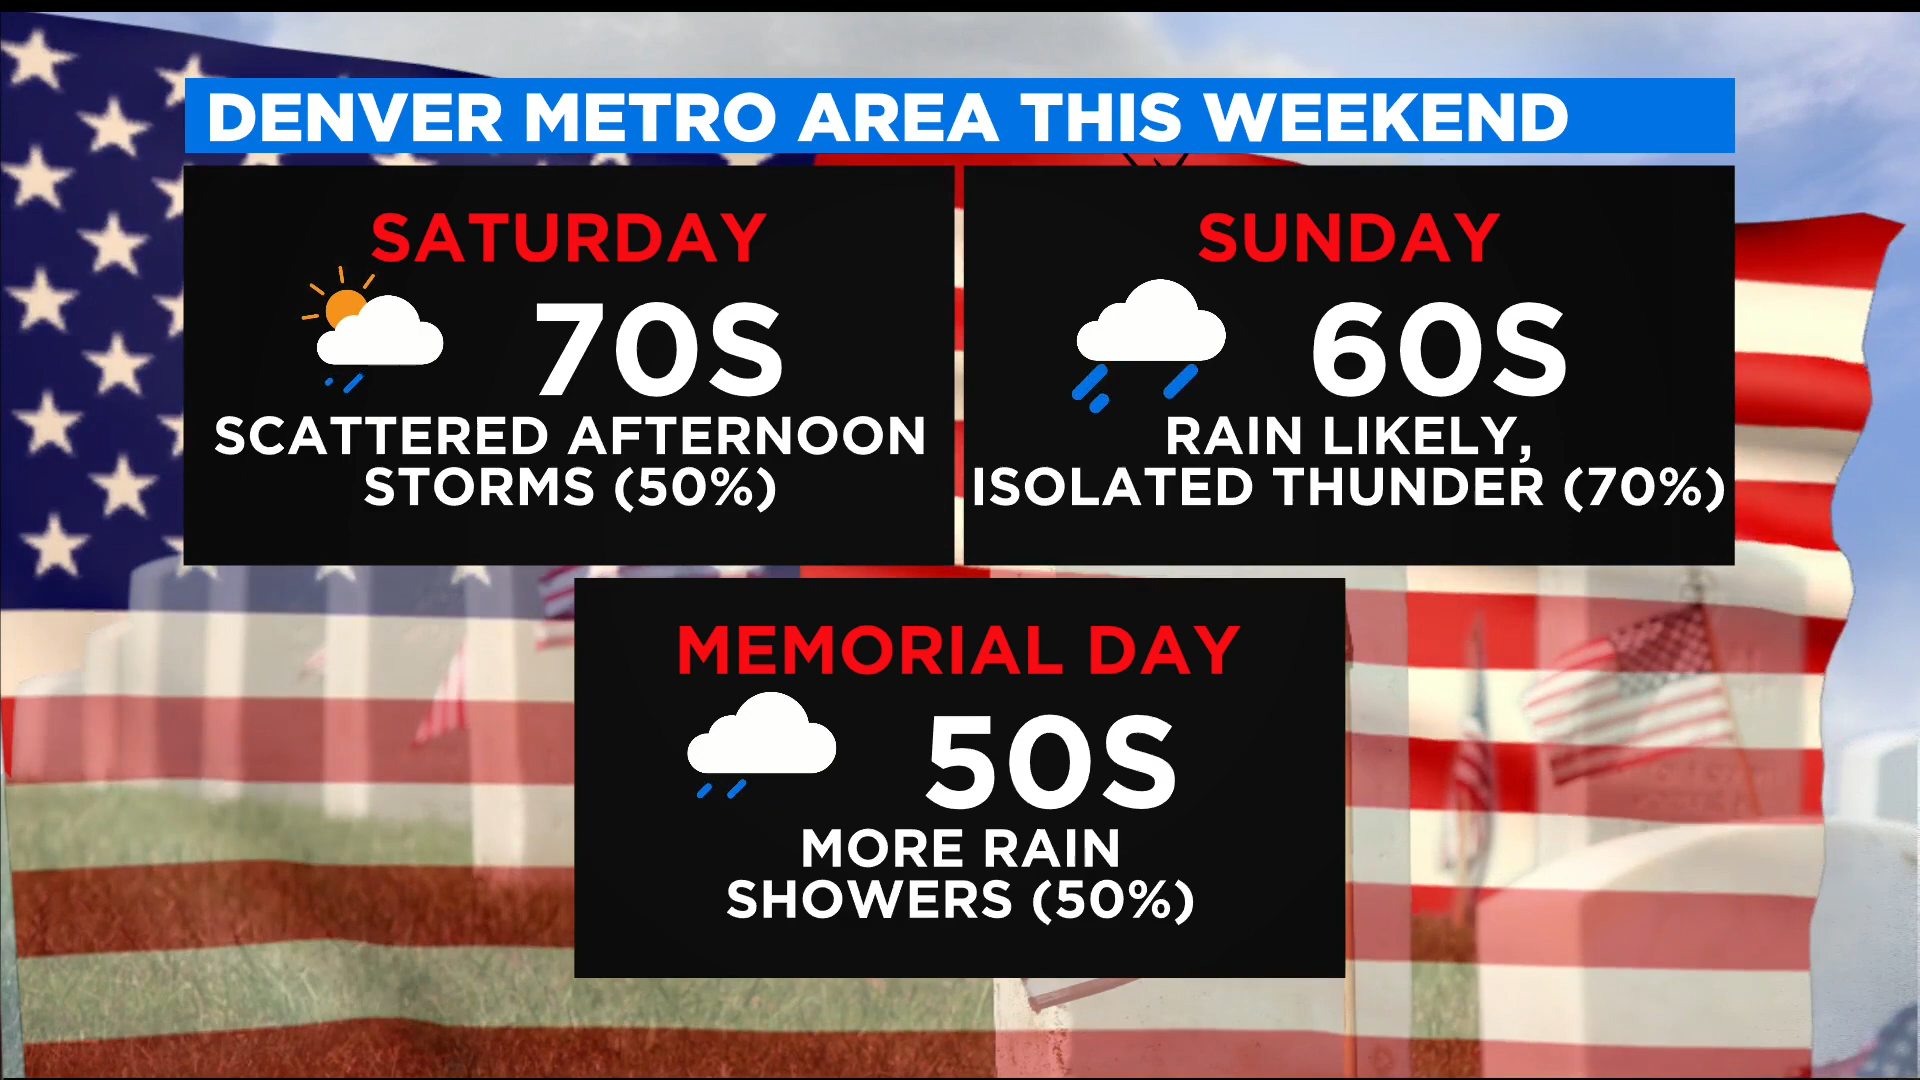 DENVER METRO AREA THIS WEEKEND
SATURDAY
70S
SCATTERED AFTERNOON
STORMS (50%)
SUNDAY
60S
RAIN LIKELY,
ISOLATED THUNDER (70%)
MEMORIAL DAY
50S
MORE RAIN
SHOWERS (50%)